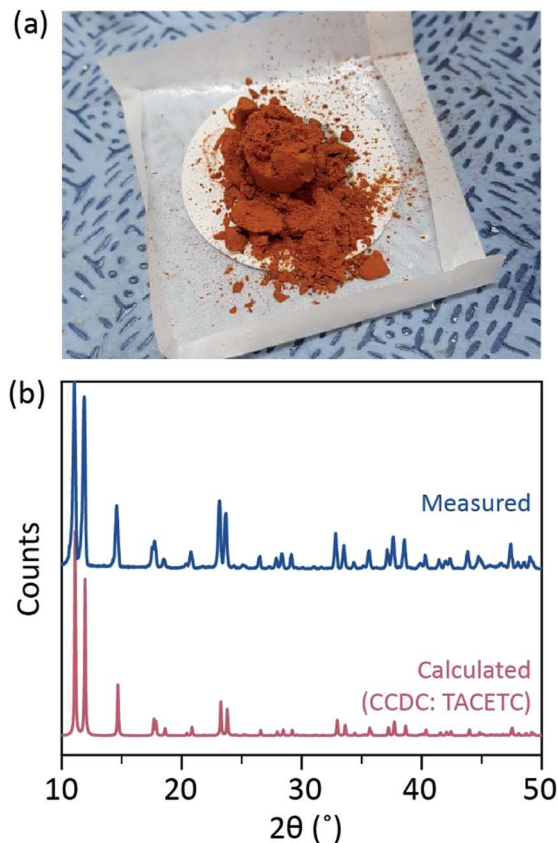 (a)
(b)
Measured
Calculated
(CCDC: TACETC)
Counts
10 20 30 40 50
2θ (˚)